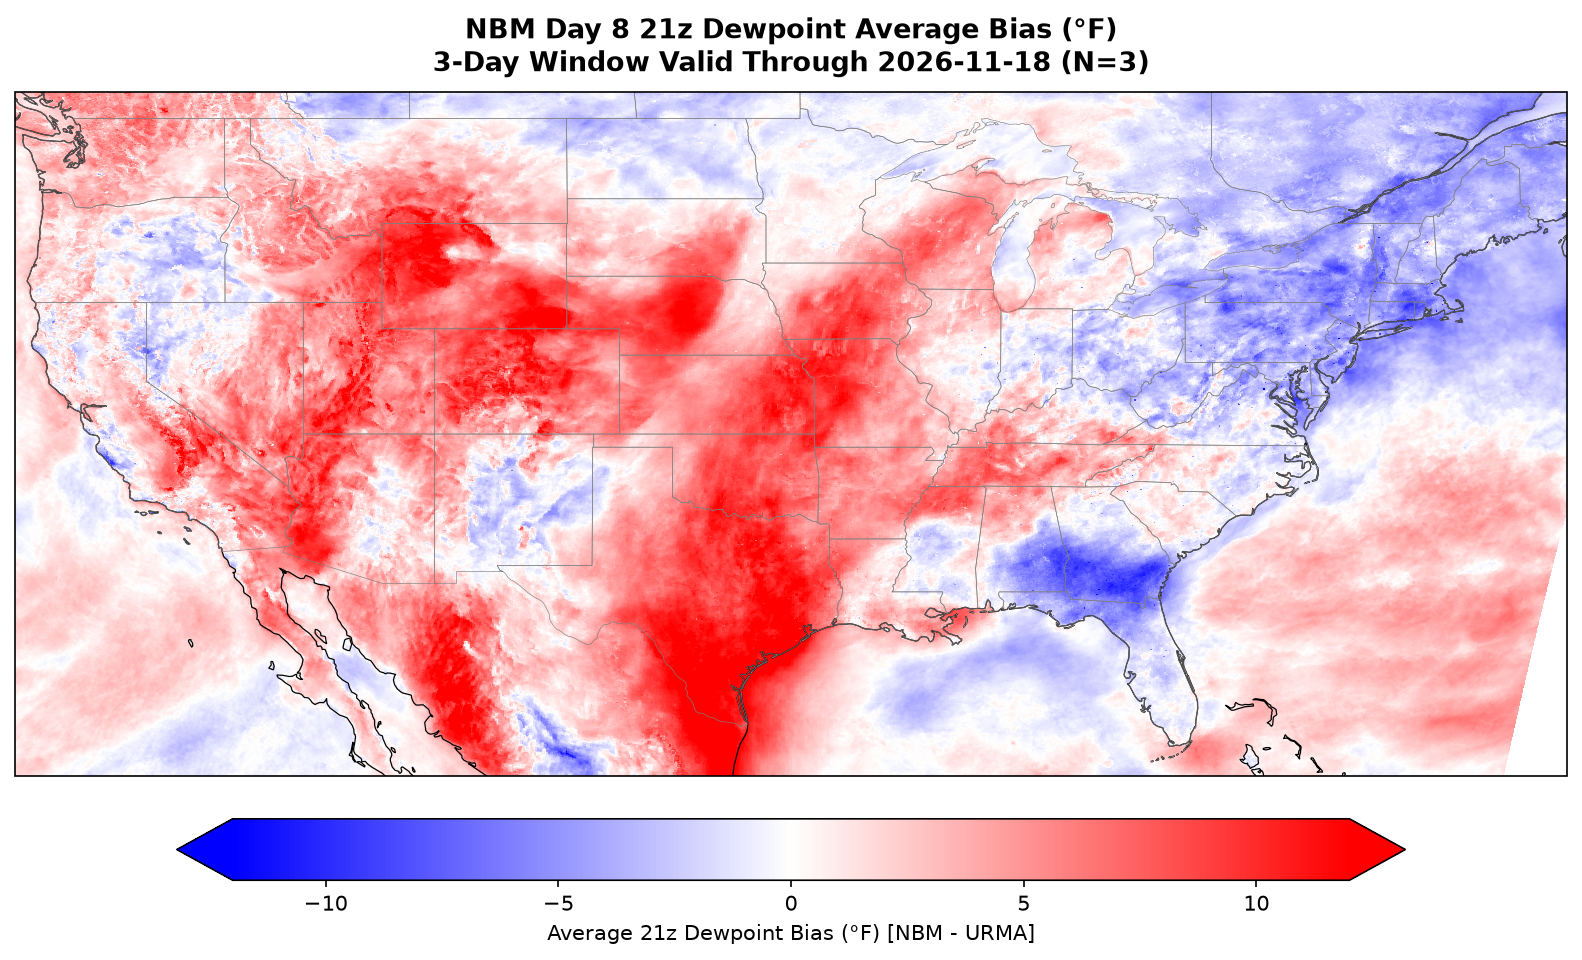 NBM Day 8 21z Dewpoint Average Bias (°F)
3-Day Window Valid Through 2026-11-18 (N=3)
−10 −5 0 5 10
Average 21z Dewpoint Bias (°F) [NBM - URMA]